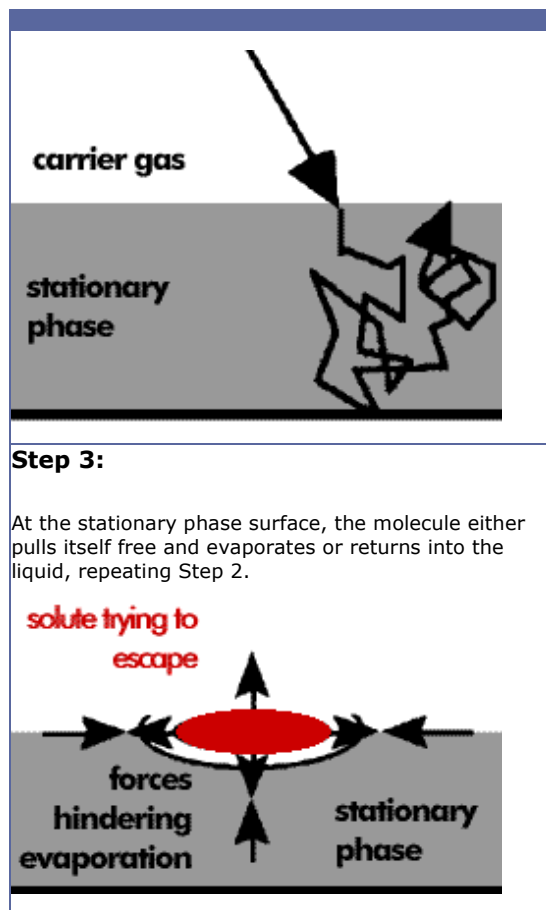 carrier gas
stationary
phase
Step 3:
At the stationary phase surface, the molecule either
pulls itself free and evaporates or returns into the
liquid, repeating Step 2.
solute trying to
escape
forces
hindering
evaporation
stationary
phase